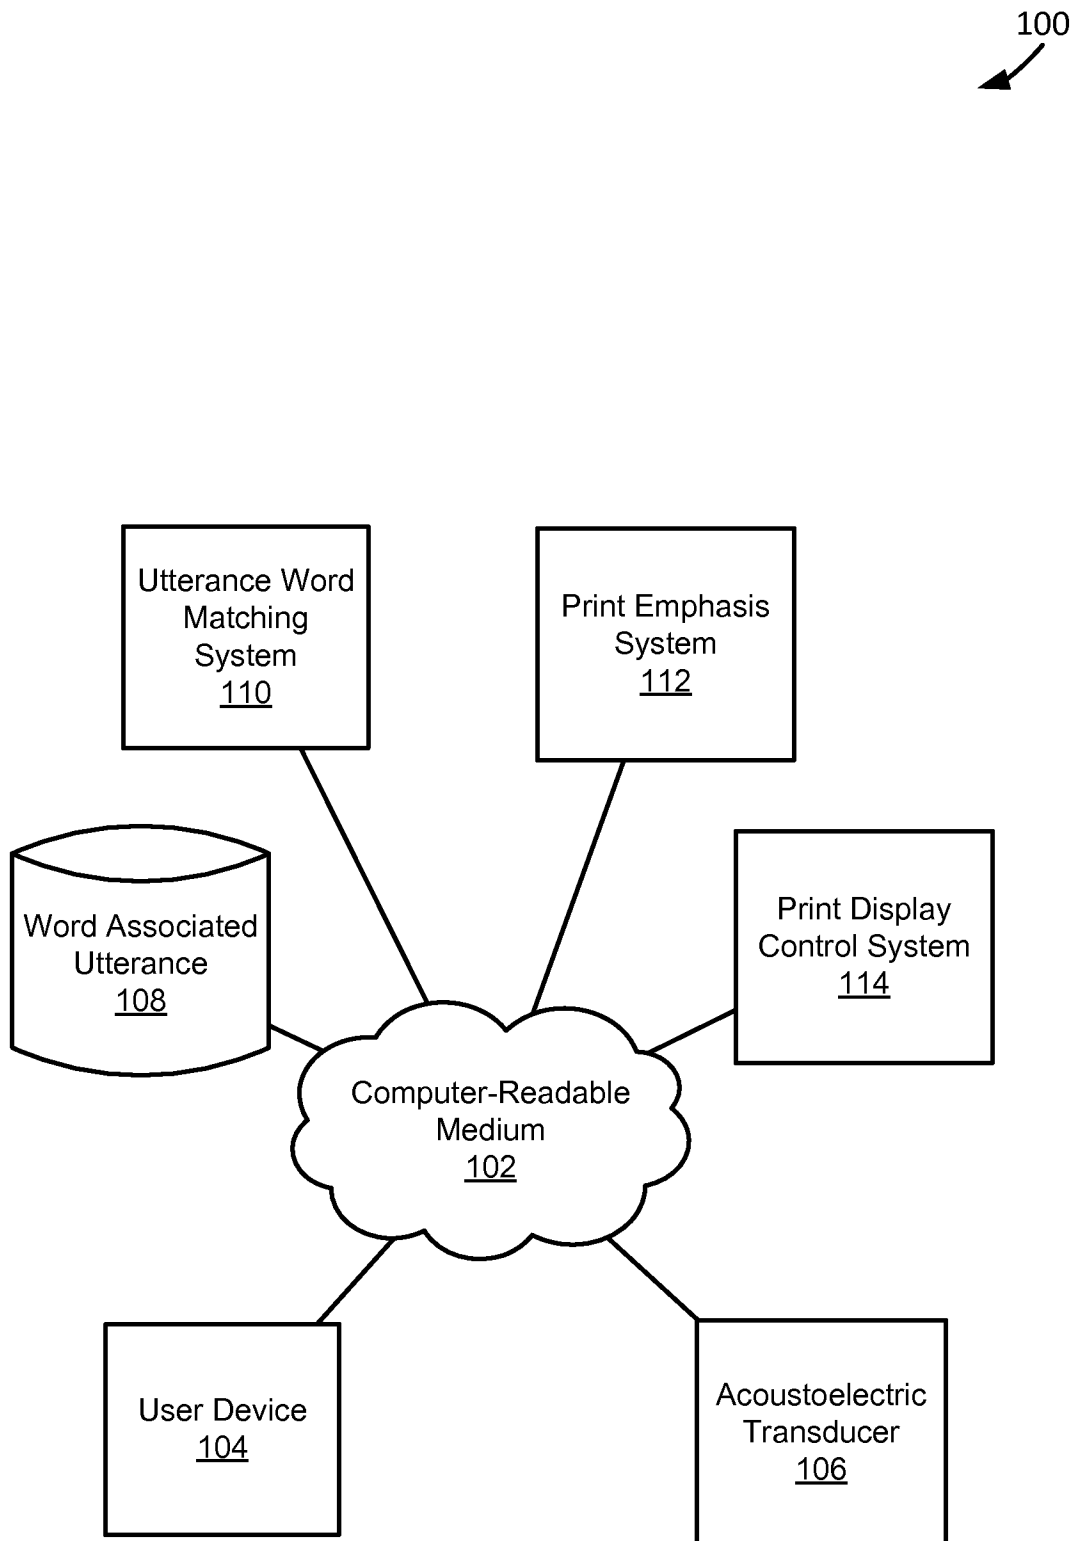 100
Utterance Word
Matching
System
110
Print Emphasis
System
112
Word Associated
Utterance
108
Print Display
Control System
114
Computer-Readable
Medium
102
User Device
104
Acoustoelectric
Transducer
106